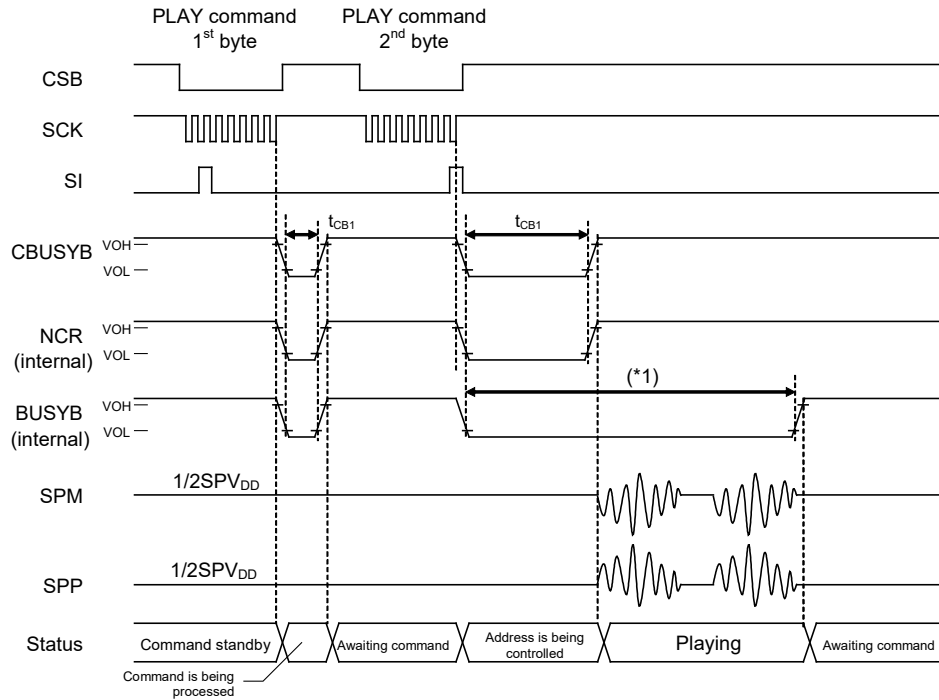 PLAY command
1st byte
PLAY command
2nd byte
CSB
SCK
SI
tCB1
tCB1
CBUSYB
VOH
VOL
NCR
(internal)
VOH
VOL
(*1)
BUSYB
(internal)
VOH
VOL
SPM
1/2SPVDD
SPP
1/2SPVDD
Status
Command standby
Awaiting command
Address is being
controlled
Playing
Awaiting command
Command is being
processed